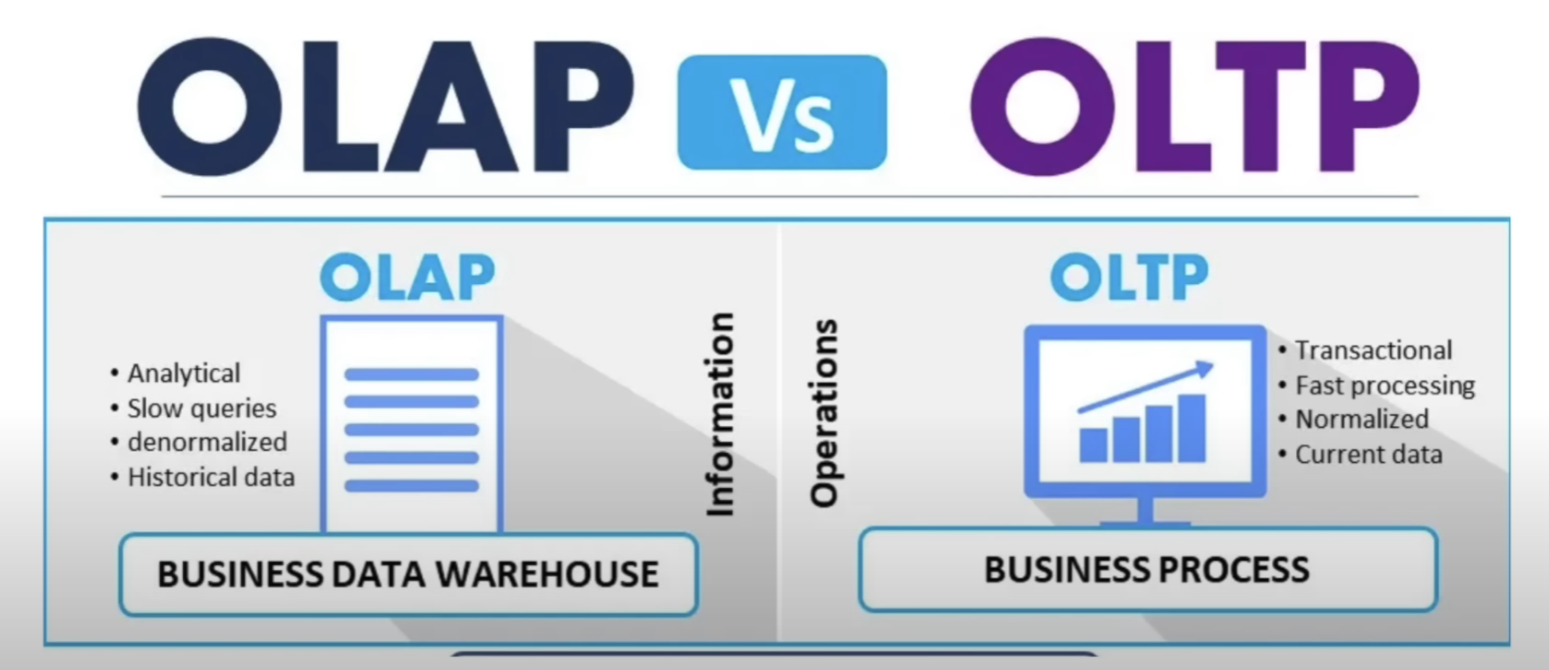 OLAP Vs OLTP
OLAP
• Analytical
• Slow queries
• denormalized
• Historical data
Information
BUSINESS DATA WAREHOUSE
Operations
OLTP
• Transactional
• Fast processing
• Normalized
• Current data
BUSINESS PROCESS